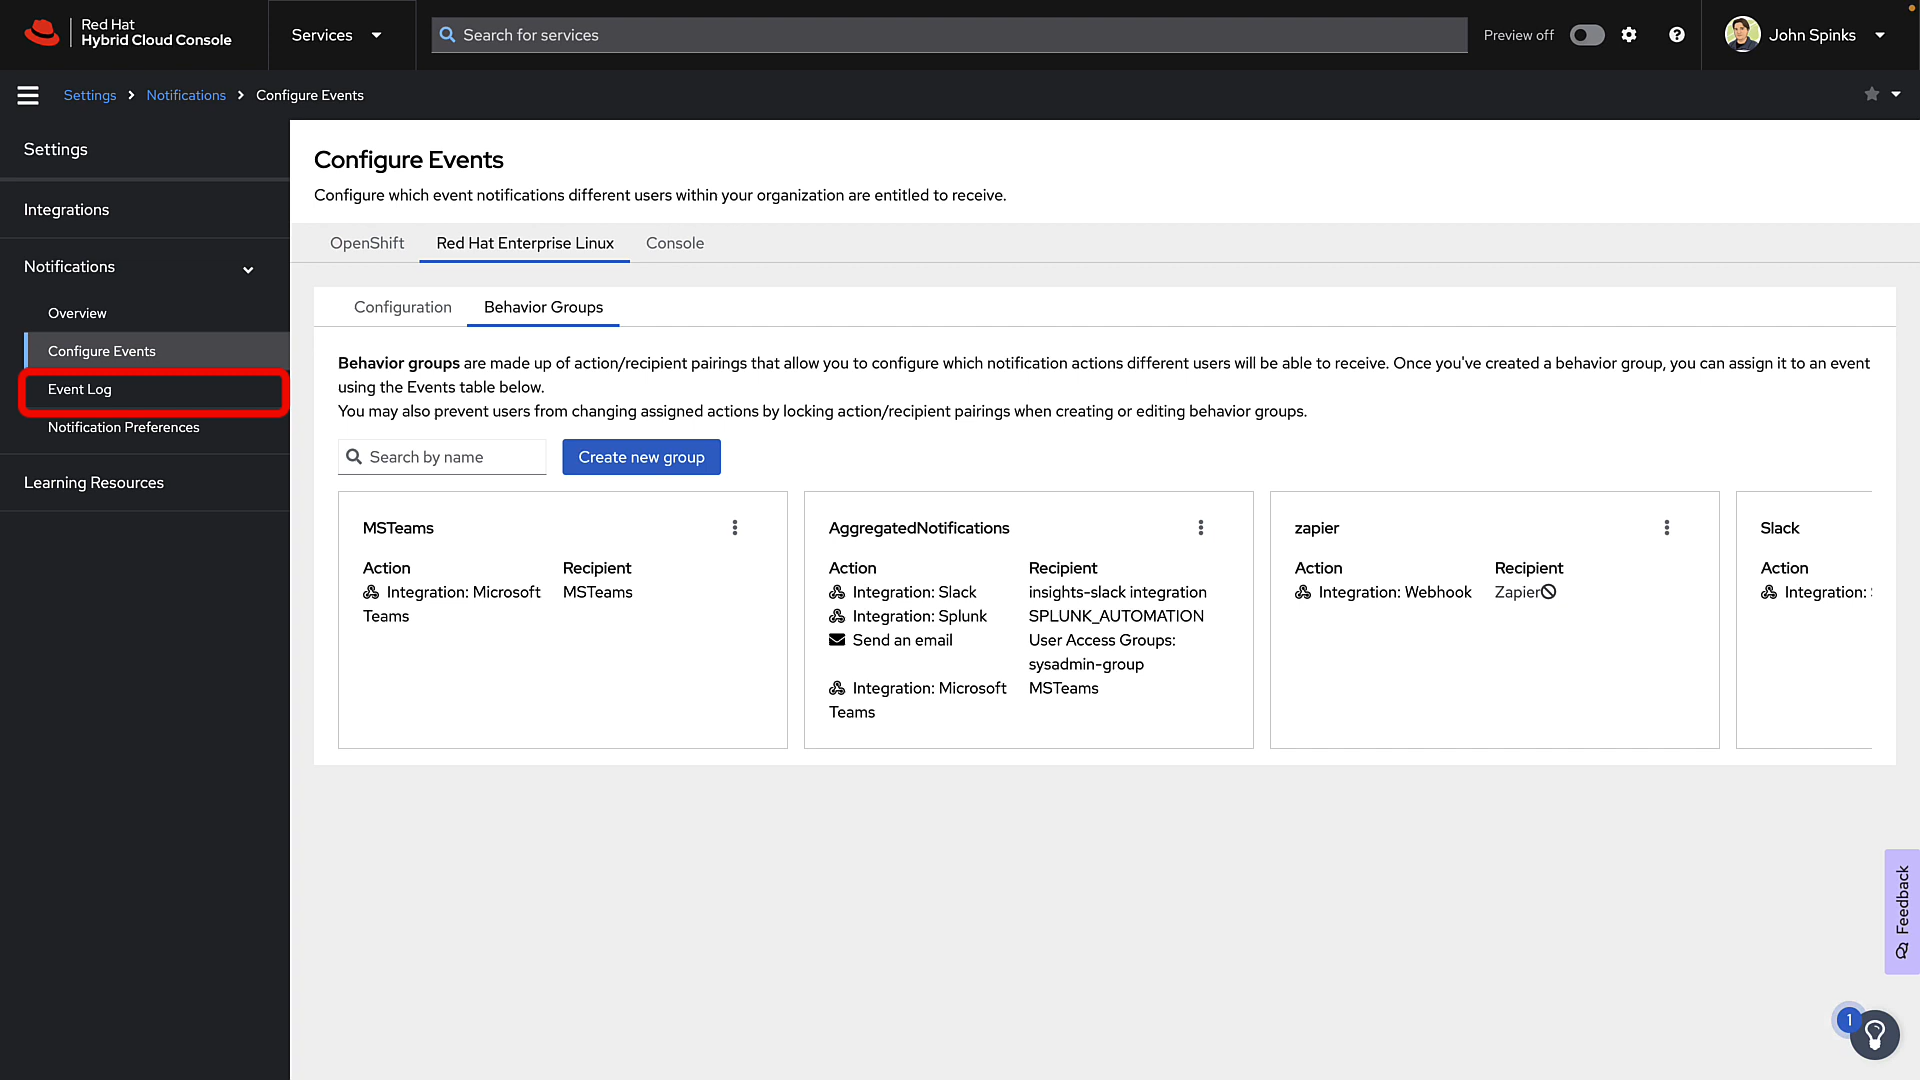 Red Hat
Hybrid Cloud Console
Services
Search for services
Preview off
John Spinks
Settings
Notifications
Configure Events
Settings
Integrations
Notifications
Overview
Configure Events
Event Log
Notification Preferences
Learning Resources
Configure Events
Configure which event notifications different users within your organization are entitled to receive.
OpenShift
Red Hat Enterprise Linux
Console
Configuration
Behavior Groups
Behavior groups are made up of action/recipient pairings that allow you to configure which notification actions different users will be able to receive. Once you've created a behavior group, you can assign it to an event
using the Events table below.
You may also prevent users from changing assigned actions by locking action/recipient pairings when creating or editing behavior groups.
Search by name
Create new group
MSTeams
Action
Recipient
Integration: Microsoft
Teams
MSTeams
AggregatedNotifications
Action
Recipient
Integration: Slack
insights-slack integration
Integration: Splunk
SPLUNK_AUTOMATION
Send an email
User Access Groups:
sysadmin-group
Integration: Microsoft
Teams
MSTeams
zapier
Action
Recipient
Integration: Webhook
Zapier
Slack
Action
Integration:
Feedback
1